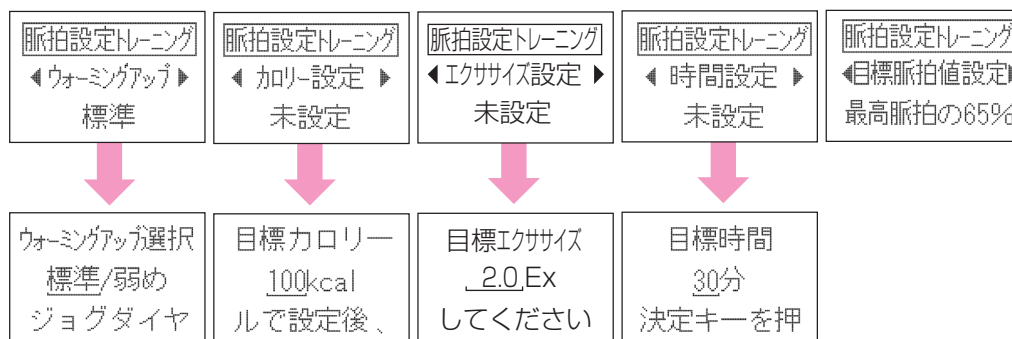 脈拍設定トレーニング
◀ウォーミングアップ▶
標準
脈拍設定トレーニング
◀ カロリー設定 ▶
未設定
脈拍設定トレーニング
◀エクササイズ設定 ▶
未設定
脈拍設定トレーニング
◀ 時間設定 ▶
未設定
脈拍設定トレーニング
◀目標脈拍値設定▶
最高脈拍の65%
ウォーミングアップ選択
標準/弱め
ジョグダイヤ
目標カロリー
100kcal
ルで設定後、
目標エクササイズ
2.0 Ex
してください
目標時間
30分
決定キーを押